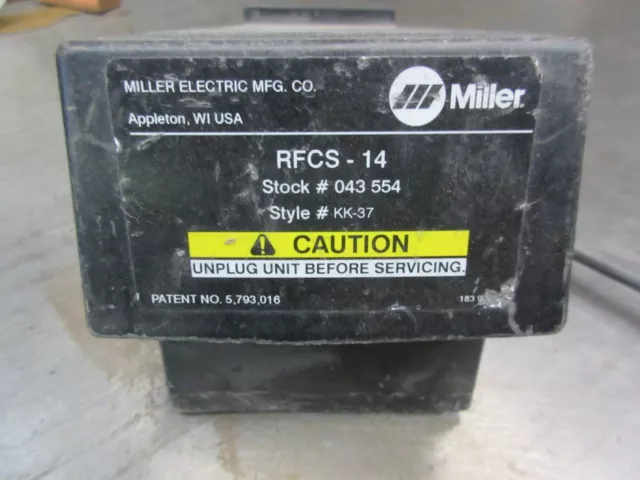 MILLER ELECTRIC MFG. CO.
Appleton, WI USA
Miller
RFCS - 14
Stock # 043 554
Style # KK-37
CAUTION
UNPLUG UNIT BEFORE SERVICING.
PATENT NO. 5,793,016
183